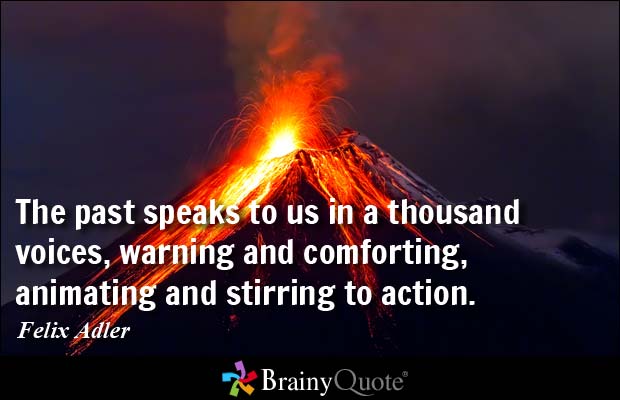 The past speaks to us in a thousand
voices, warning and comforting,
animating and stirring to action.
Felix Adler
BrainyQuote®